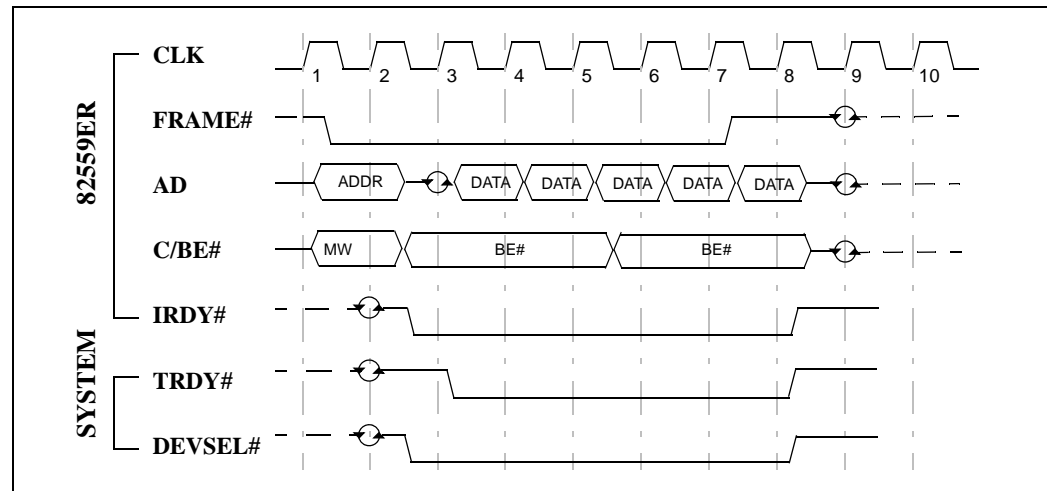 82559ER
SYSTEM
CLK
1 2 3 4 5 6 7 8 9 10
FRAME#
AD
ADDR DATA DATA DATA DATA DATA
C/BE#
MW BE# BE#
IRDY#
TRDY#
DEVSEL#